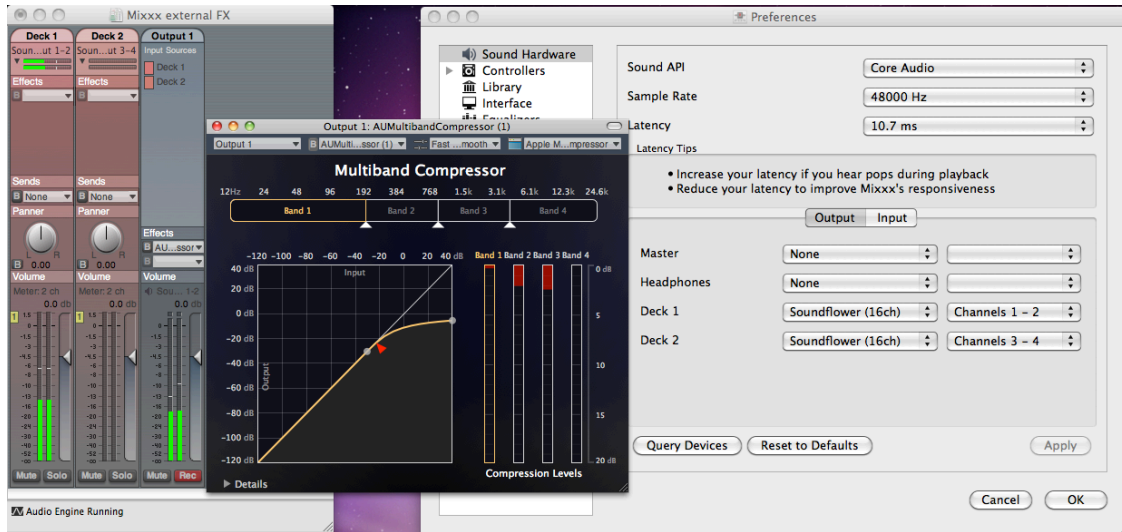 Mixxx external FX
Deck 1
Deck 2
Output 1
Soun...ut 1-2
Soun...ut 3-4
Input Sources
Deck 1
Deck 2
Effects
Effects
B
B
Sends
Sends
B None
B None
Panner
Panner
L R
L R
B 0.00
B 0.00
Effects
B AU...ssor
B
Volume
Volume
Volume
Meter: 2 ch
Meter: 2 ch
Sou... 1-2
0.0 db
0.0 db
0.0 db
Mute Solo
Mute Solo
Mute Rec
Audio Engine Running
Output 1: AUMultibandCompressor (1)
Output 1
B AUMulti...ssor (1)
Fast ...mooth
Apple M...mpressor
Multiband Compressor
12Hz 24 48 96 192 384 768 1.5k 3.1k 6.1k 12.3k 24.6k
Band 1 Band 2 Band 3 Band 4
-120 -100 -80 -60 -40 -20 0 20 40 dB
Input
40 dB
20 dB
0 dB
-20 dB
-40 dB
-60 dB
-80 dB
-100 dB
-120 dB
Output
Band 1 Band 2 Band 3 Band 4
0 dB
5
10
15
20 dB
Compression Levels
Details
Preferences
Sound Hardware
Controllers
Library
Interface
Equalizers
Sound API
Core Audio
Sample Rate
48000 Hz
Latency
10.7 ms
Latency Tips
• Increase your latency if you hear pops during playback
• Reduce your latency to improve Mixxx's responsiveness
Output Input
Master
None
Headphones
None
Deck 1
Soundflower (16ch)
Channels 1 - 2
Deck 2
Soundflower (16ch)
Channels 3 - 4
Query Devices
Reset to Defaults
Apply
Cancel
OK